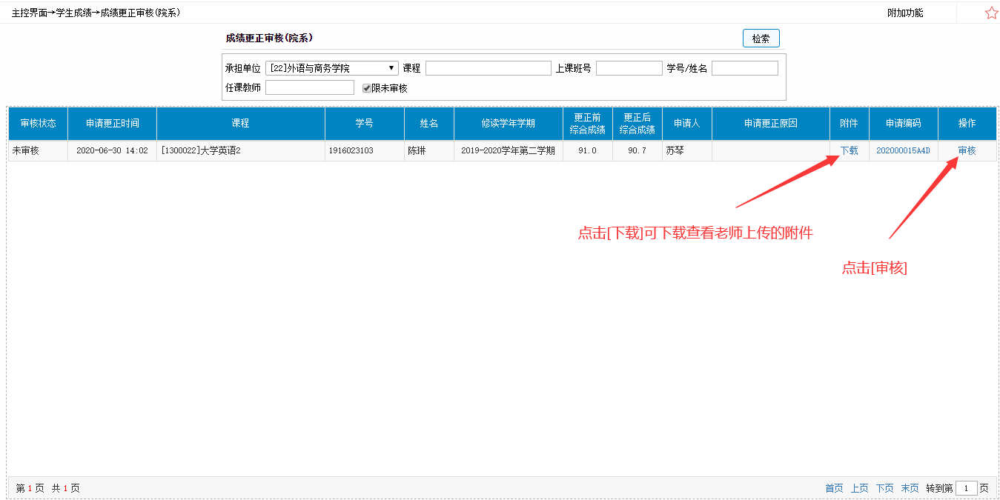 主控界面→学生成绩→成绩更正审核(院系)
附加功能
成绩更正审核(院系)
检索
承担单位 [22]外语与商务学院 课程 上课班号 学号/姓名
任课教师 限未审核
审核状态 申请更正时间 课程 学号 姓名 修读学年学期 更正前综合成绩 更正后综合成绩 申请人 申请更正原因 附件 申请编码 操作
未审核 2020-06-30 14:02 [1300022]大学英语2 1916023103 陈琳 2019-2020学年第二学期 91.0 90.7 苏琴 下载 202000015A4D 审核
点击[下载]可下载查看老师上传的附件
点击[审核]
第 1 页 共 1 页
首页 上页 下页 末页 转到第 1 页